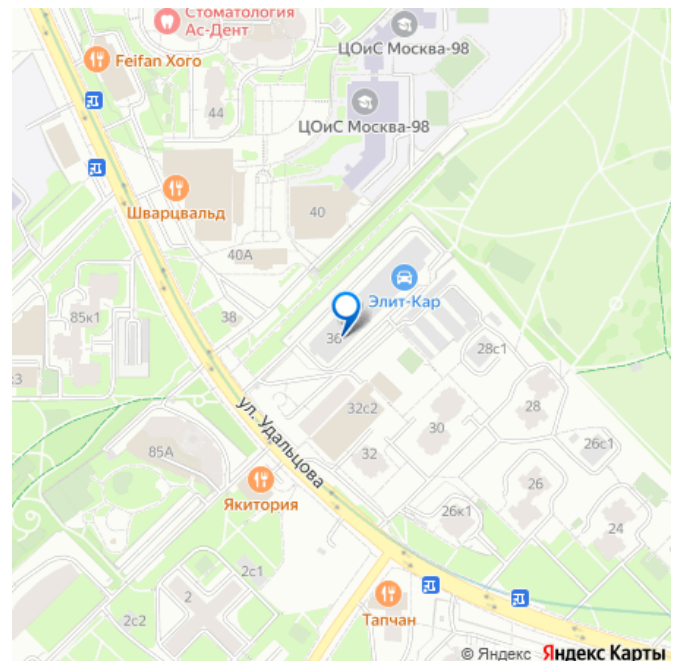 Стоматология
Ас-Дент
ЦОиС Москва-98
Feifan Хого
44
ЦОиС Москва-98
Шварцвальд
40
40А
Элит-Кар
85к1
38
36
28с1
к3
ул. Удальцова
32с2
28
30
26с1
85А
32
Якитория
26
26к1
24
2с1
2
2с2
Тапчан
© Яндекс Яндекс Карты